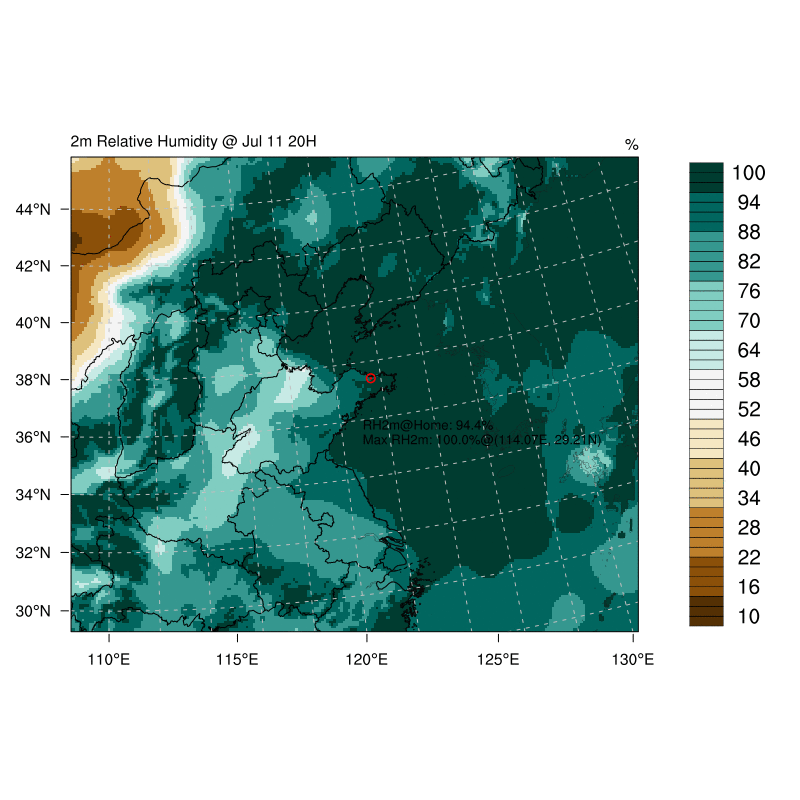 2m Relative Humidity @ Jul 11 20H
%
100
94
88
82
76
70
64
58
52
46
40
34
28
22
16
10
44°N
42°N
40°N
38°N
36°N
34°N
32°N
30°N
RH2m@Home: 94.4%
Max RH2m: 100.0%@(114.07E, 29.21N)
110°E 115°E 120°E 125°E 130°E